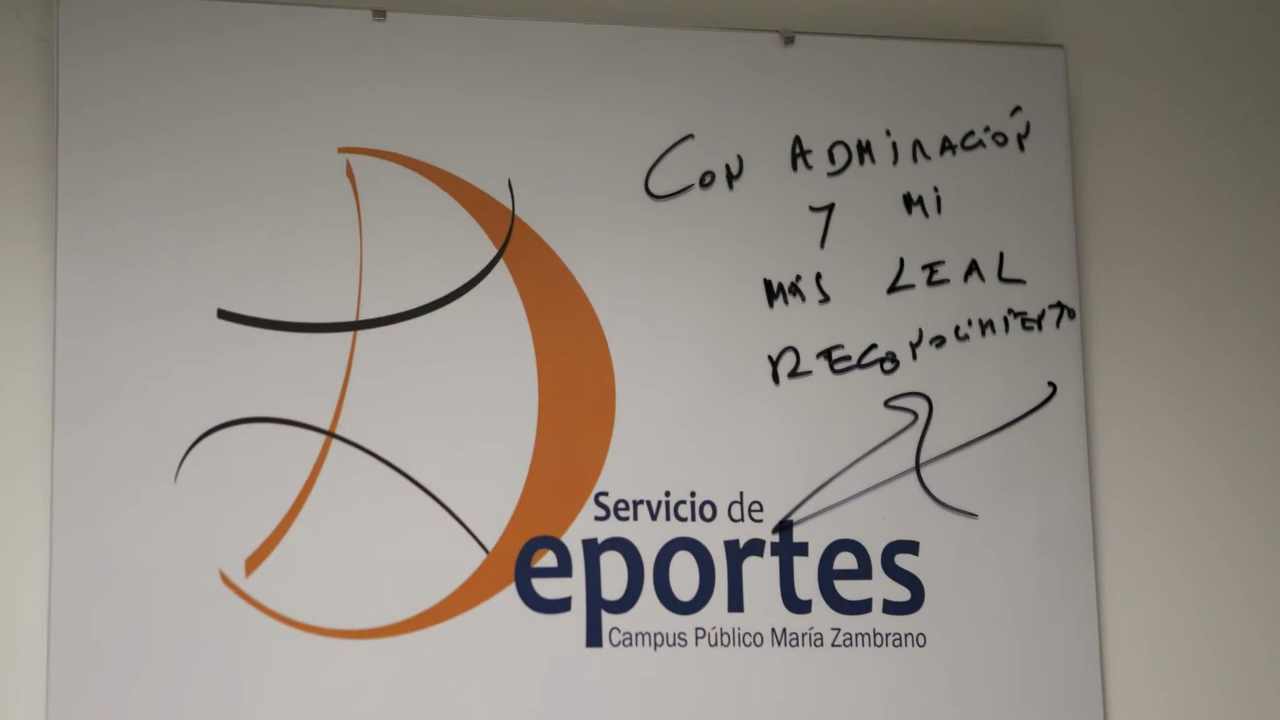 CON ADMIRACIÓN
Y MI
MÁS LEAL
RECONOCIMIENTO
Servicio de
Deportes
Campus Público María Zambrano